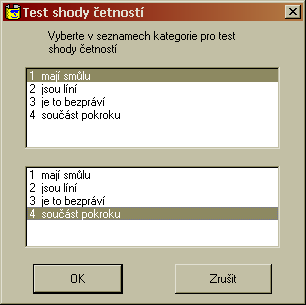 Test shody četností
Vyberte v seznamech kategorie pro test
shody četností
1 mají smůlu
2 jsou líní
3 je to bezpráví
4 součást pokroku
1 mají smůlu
2 jsou líní
3 je to bezpráví
4 součást pokroku
OK
Zrušit